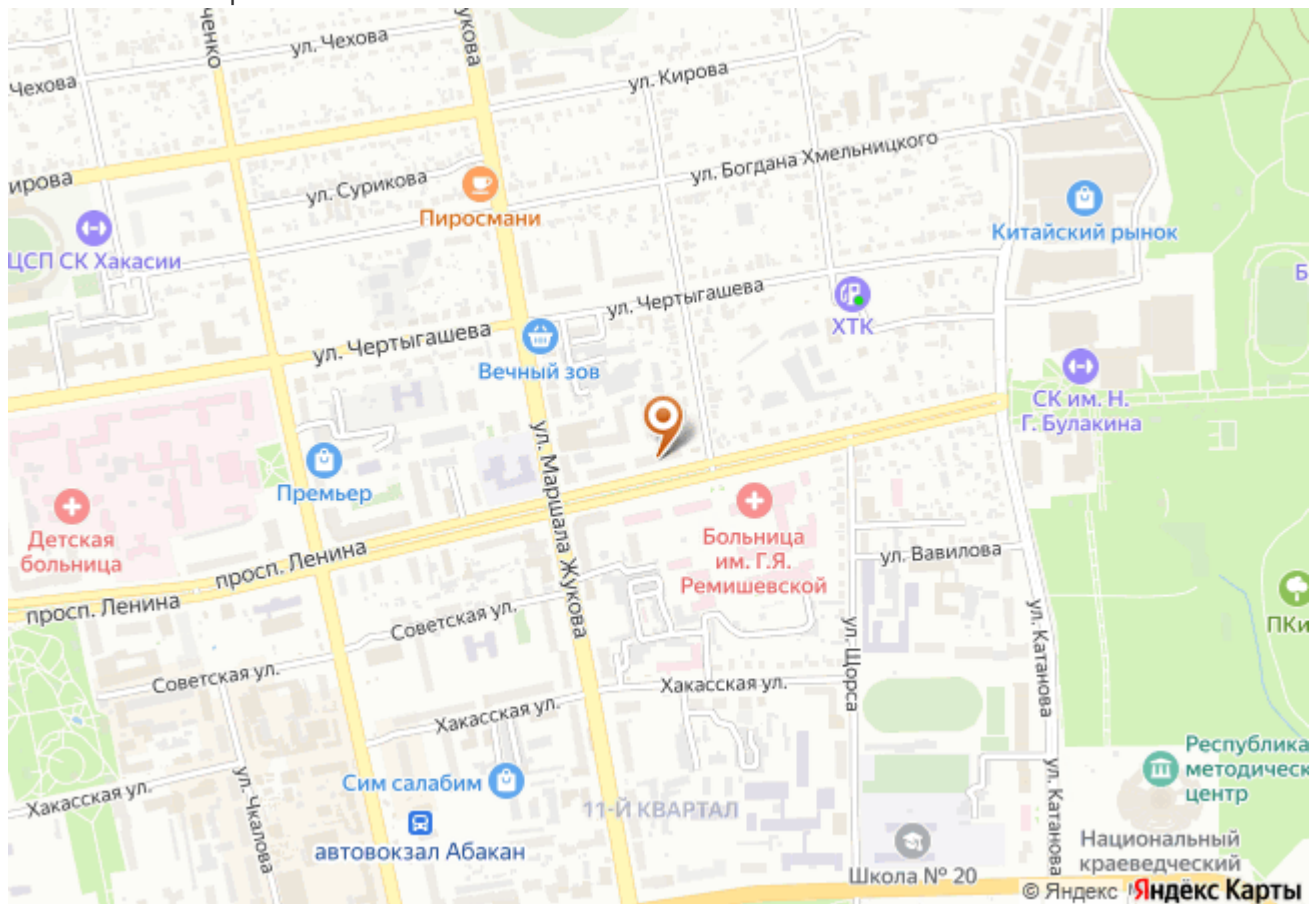 ченко
ул. Чехова
укова
Чехова
ул. Кирова
ирова
ул. Сурикова
ул. Богдана Хмельницкого
Пиросмани
Китайский рынок
ЦСП СК Хакасии
Б
ул. Чертыгашева
ХТК
ул. Чертыгашева
Вечный зов
СК им. Н.
Г. Булакина
ул. Маршала Жукова
Премьер
Детская
больница
просп. Ленина
Больница
им. Г.Я.
Ремишевской
ул. Вавилова
просп. Ленина
Советская ул.
ПКи
ул. Щорса
ул. Катанова
Советская ул.
Хакасская ул.
Хакасская ул.
Республика
методическ
центр
Сим салабим
Хакасская ул.
ул. Чкалова
11-Й КВАРТАЛ
ул. Катанова
автовокзал Абакан
Школа № 20
Национальный
краеведческий
© Яндекс Яндекс Карты